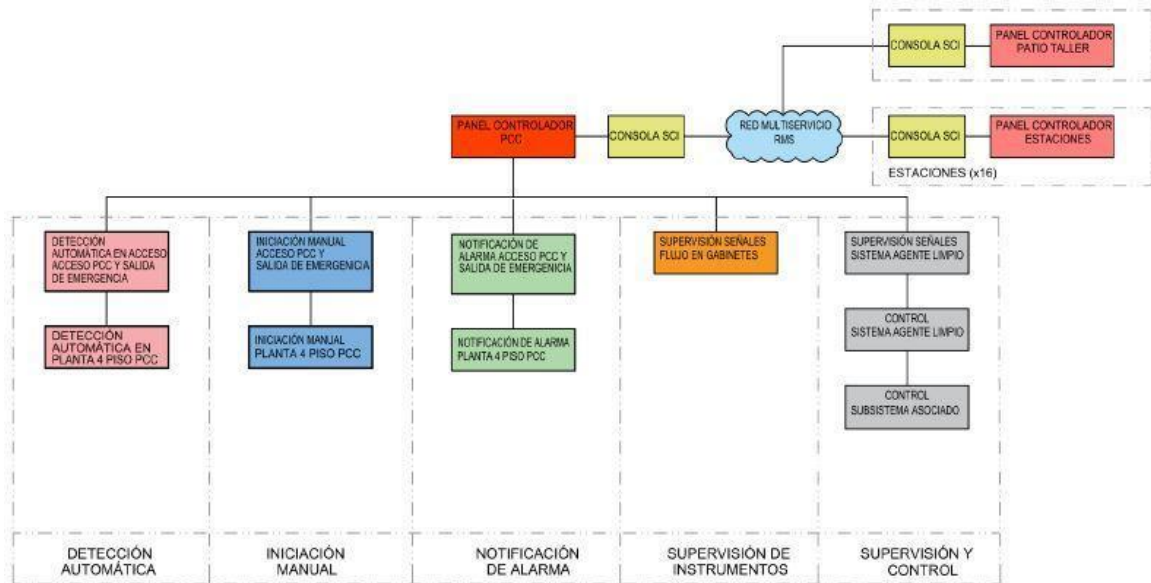 CONSOLA SCI
PANEL CONTROLADOR
PATIO TALLER
PANEL CONTROLADOR
PCC
CONSOLA SCI
RED MULTISERVICIO
RMS
CONSOLA SCI
PANEL CONTROLADOR
ESTACIONES
ESTACIONES (x16)
DETECCIÓN
AUTOMÁTICA EN ACCESO
ACCESO PCC Y SALIDA
DE EMERGENCIA
INICIACIÓN MANUAL
ACCESO PCC Y
SALIDA DE EMERGENICIA
NOTIFICACIÓN DE
ALARMA ACCESO PCC Y
SALIDA DE EMERGENICIA
SUPERVISIÓN SEÑALES
FLUJO EN GABINETES
SUPERVISIÓN SEÑALES
SISTEMA AGENTE LIMPIO
DETECCIÓN
AUTOMÁTICA EN
PLANTA 4 PISO PCC
INICIACIÓN MANUAL
PLANTA 4 PISO PCC
NOTIFICACIÓN DE ALARMA
PLANTA 4 PISO PCC
CONTROL
SISTEMA AGENTE LIMPIO
CONTROL
SUBSISTEMA ASOCIADO
DETECCIÓN
AUTOMÁTICA
INICIACIÓN
MANUAL
NOTIFICACIÓN
DE ALARMA
SUPERVISIÓN DE
INSTRUMENTOS
SUPERVISIÓN Y
CONTROL